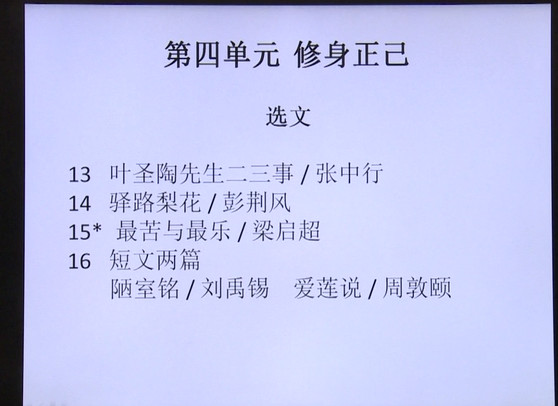 第四单元 修身正己
选文
13 叶圣陶先生二三事 / 张中行
14 驿路梨花 / 彭荆风
15* 最苦与最乐 / 梁启超
16 短文两篇
陋室铭 / 刘禹锡 爱莲说 / 周敦颐